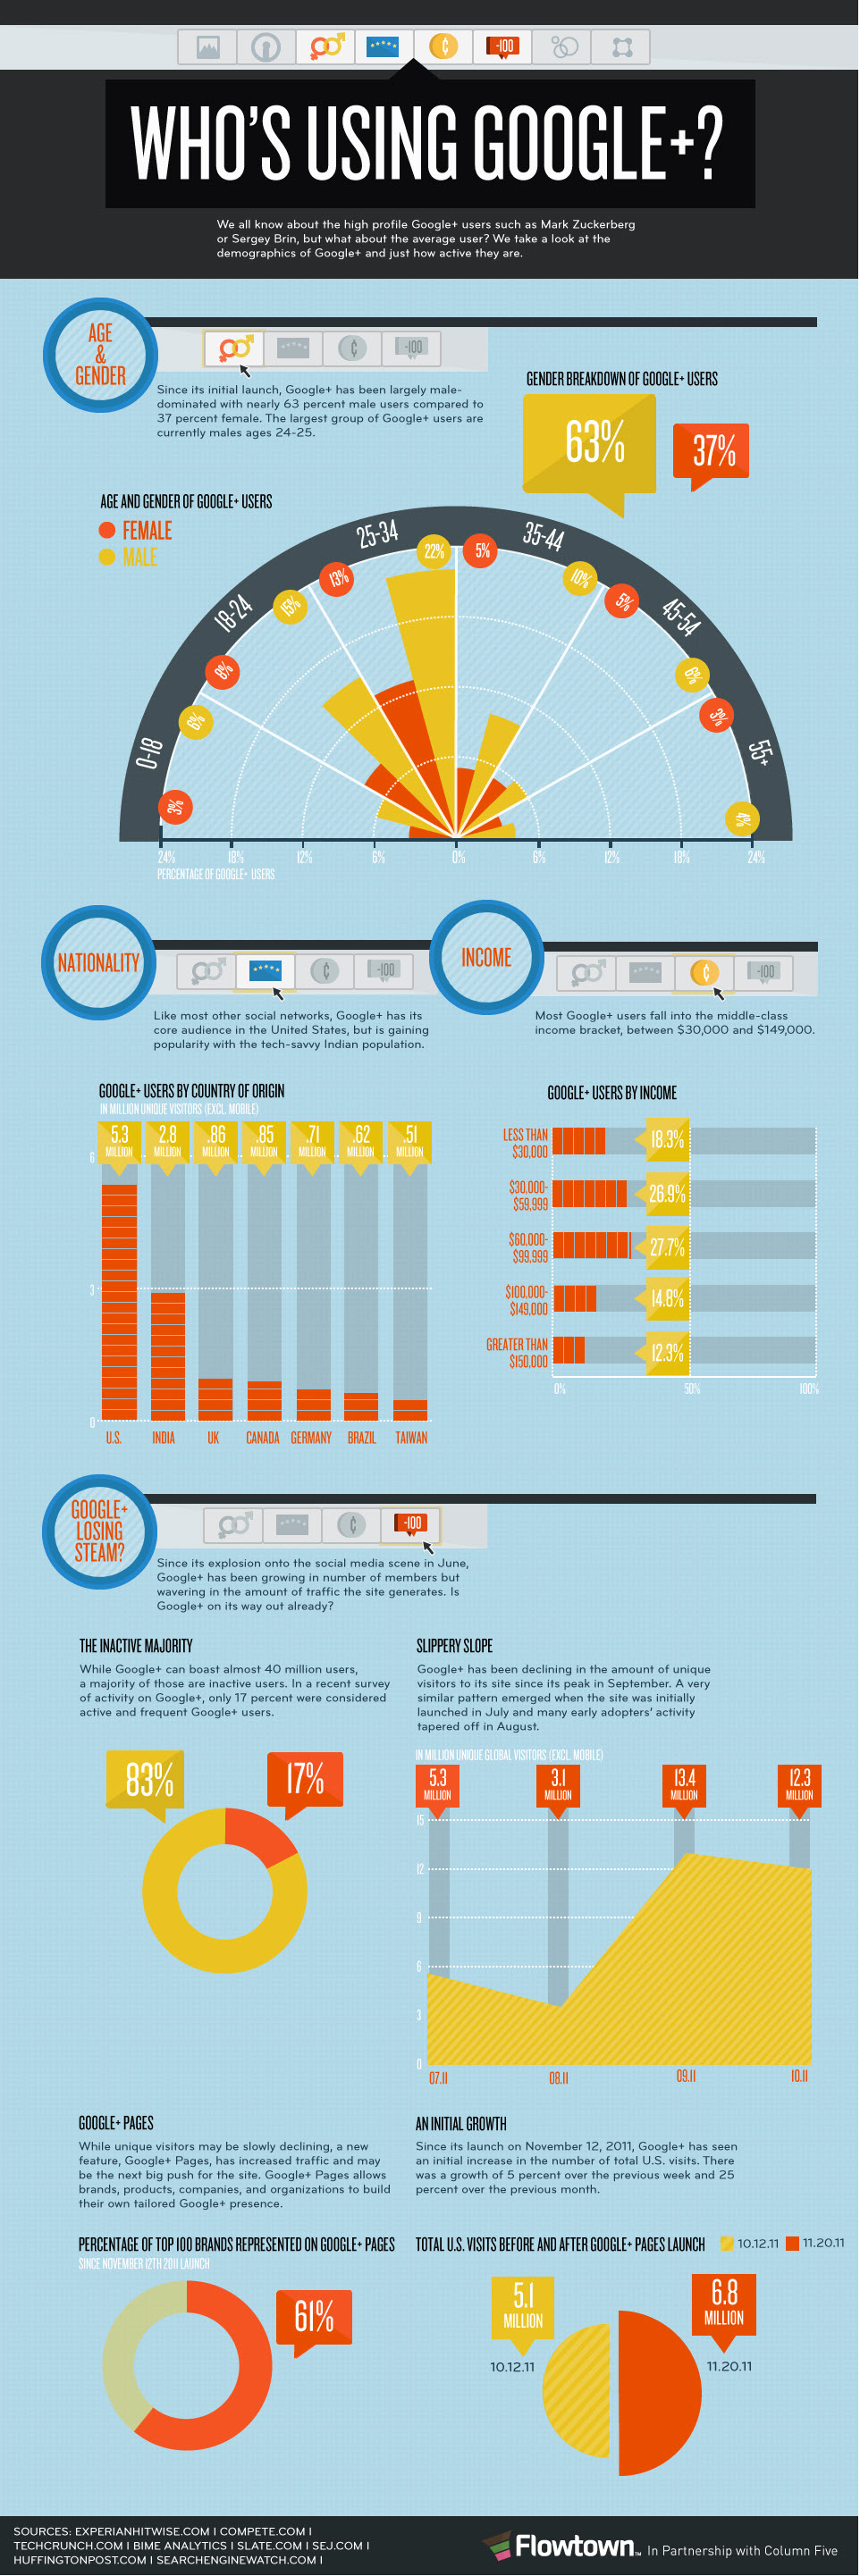 -100
WHO'S USING GOOGLE+?
We all know about the high profile Google+ users such as Mark Zuckerberg
or Sergey Brin, but what about the average user? We take a look at the
demographics of Google+ and just how active they are.
AGE
&
GENDER
-100
Since its initial launch, Google+ has been largely male-
dominated with nearly 63 percent male users compared to
37 percent female. The largest group of Google+ users are
currently males ages 24-25.
GENDER BREAKDOWN OF GOOGLE+ USERS
63%
37%
AGE AND GENDER OF GOOGLE+ USERS
FEMALE
MALE
0-18
18-24
25-34
35-44
45-54
55+
3%
6%
8%
15%
13%
22%
5%
10%
5%
6%
3%
4%
24%
18%
12%
6%
0%
6%
12%
18%
24%
PERCENTAGE OF GOOGLE+ USERS
NATIONALITY
-100
Like most other social networks, Google+ has its
core audience in the United States, but is gaining
popularity with the tech-savvy Indian population.
GOOGLE+ USERS BY COUNTRY OF ORIGIN
IN MILLION UNIQUE VISITORS (EXCL. MOBILE)
5.3 MILLION
2.8 MILLION
.86 MILLION
.85 MILLION
.71 MILLION
.62 MILLION
.51 MILLION
6
3
0
U.S.
INDIA
UK
CANADA
GERMANY
BRAZIL
TAIWAN
INCOME
-100
Most Google+ users fall into the middle-class
income bracket, between $30,000 and $149,000.
GOOGLE+ USERS BY INCOME
LESS THAN
$30,000
18.3%
$30,000-
$59,999
26.9%
$60,000-
$99,999
27.7%
$100,000-
$149,000
14.8%
GREATER THAN
$150,000
12.3%
0%
50%
100%
GOOGLE+
LOSING
STEAM?
-100
Since its explosion onto the social media scene in June,
Google+ has been growing in number of members but
wavering in the amount of traffic the site generates. Is
Google+ on its way out already?
THE INACTIVE MAJORITY
While Google+ can boast almost 40 million users,
a majority of those are inactive users. In a recent survey
of activity on Google+, only 17 percent were considered
active and frequent Google+ users.
83%
17%
SLIPPERY SLOPE
Google+ has been declining in the amount of unique
visitors to its site since its peak in September. A very
similar pattern emerged when the site was initially
launched in July and many early adopters' activity
tapered off in August.
IN MILLION UNIQUE GLOBAL VISITORS (EXCL. MOBILE)
5.3 MILLION
3.1 MILLION
13.4 MILLION
12.3 MILLION
15
12
9
6
3
0
07.11
08.11
09.11
10.11
GOOGLE+ PAGES
While unique visitors may be slowly declining, a new
feature, Google+ Pages, has increased traffic and may
be the next big push for the site. Google+ Pages allows
brands, products, companies, and organizations to build
their own tailored Google+ presence.
PERCENTAGE OF TOP 100 BRANDS REPRESENTED ON GOOGLE+ PAGES
SINCE NOVEMBER 12TH 2011 LAUNCH
61%
AN INITIAL GROWTH
Since its launch on November 12, 2011, Google+ has seen
an initial increase in the number of total U.S. visits. There
was a growth of 5 percent over the previous week and 25
percent over the previous month.
TOTAL U.S. VISITS BEFORE AND AFTER GOOGLE+ PAGES LAUNCH
10.12.11
11.20.11
5.1
MILLION
10.12.11
6.8
MILLION
11.20.11
SOURCES: EXPERIANHITWISE.COM | COMPETE.COM |
TECHCRUNCH.COM | BIME ANALYTICS | SLATE.COM | SEJ.COM |
HUFFINGTONPOST.COM | SEARCHENGINEWATCH.COM |
Flowtown™ In Partnership with Column Five